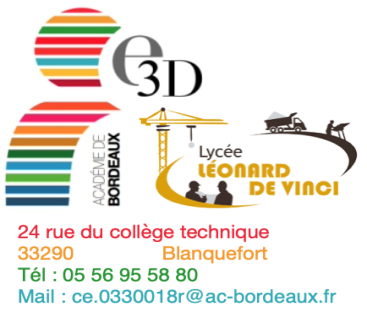 e3D
ACADÉMIE DE
BORDEAUX
Lycée
LÉONARD
DE VINCI
24 rue du collège technique
33290 Blanquefort
Tél : 05 56 95 58 80
Mail : ce.0330018r@ac-bordeaux.fr